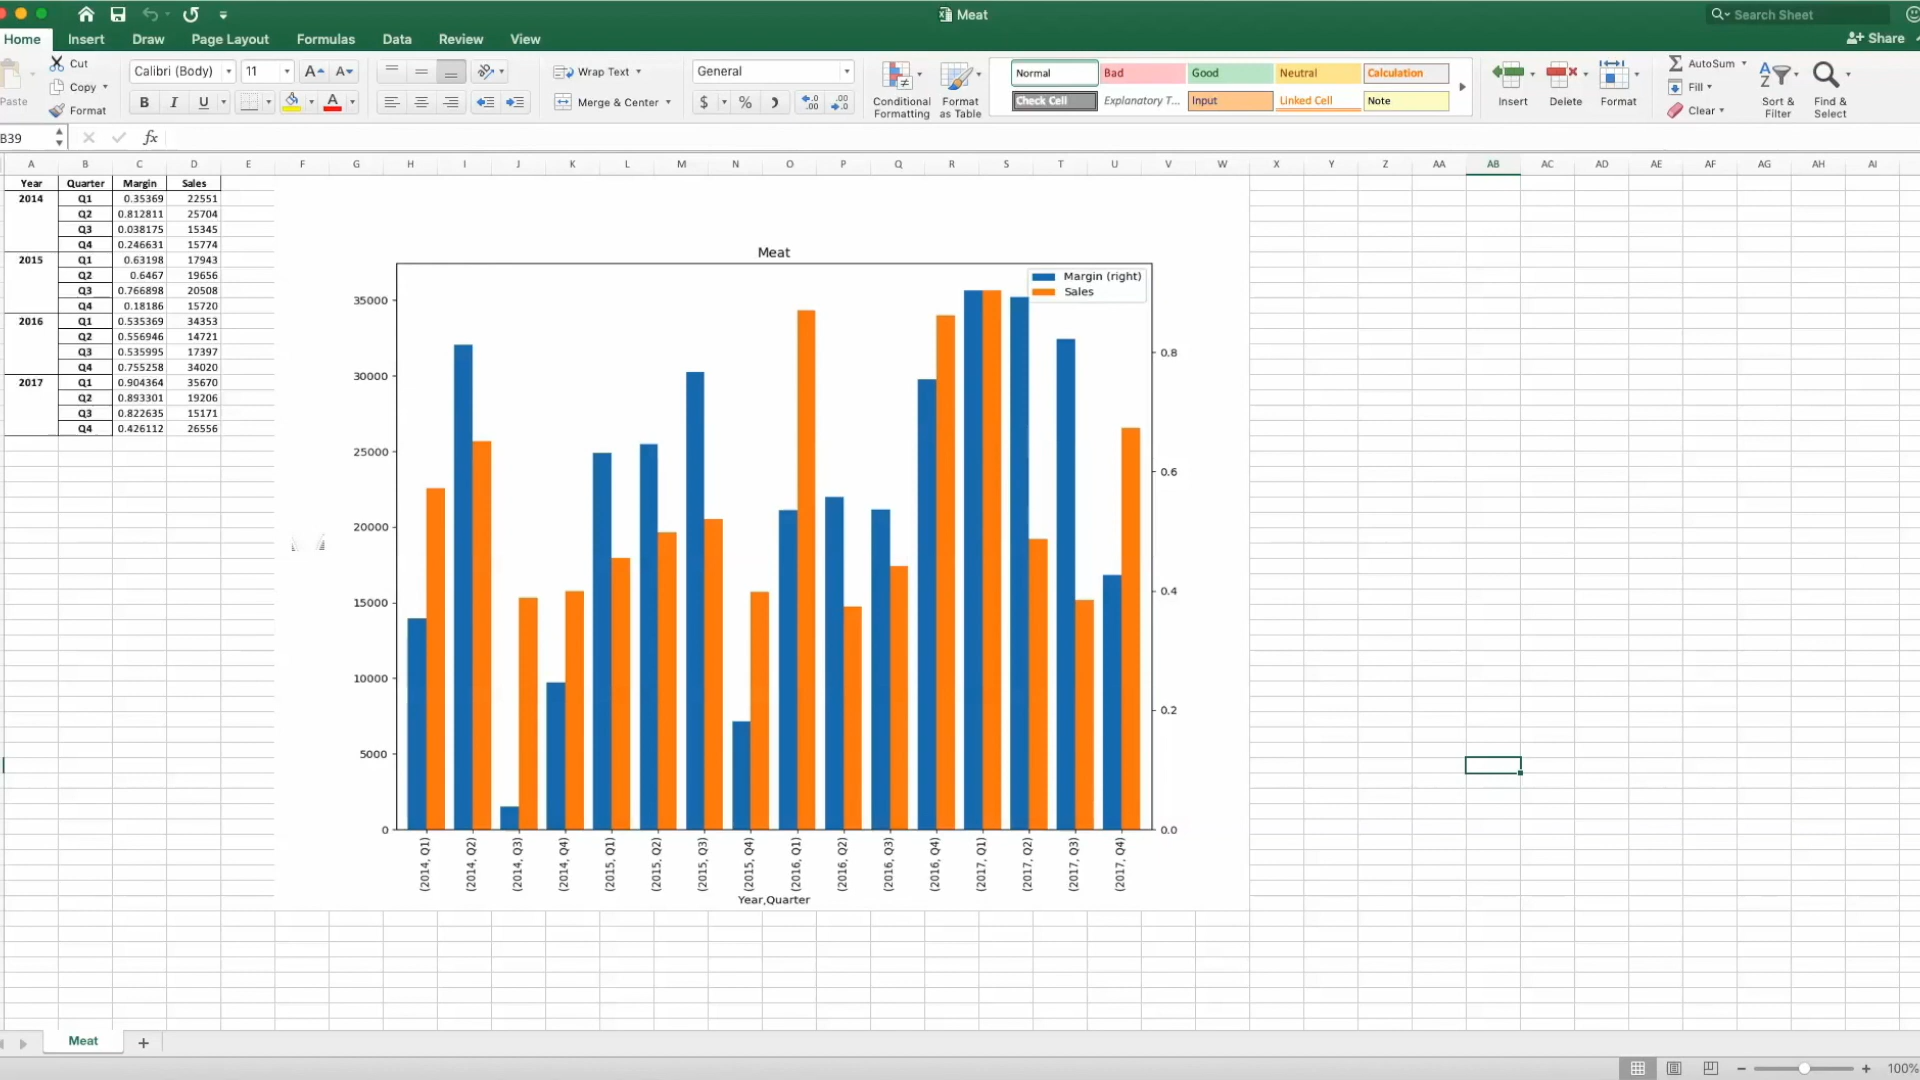 Meat
Search Sheet
Home Insert Draw Page Layout Formulas Data Review View
Share
Paste
Cut
Copy
Format
Calibri (Body) 11
Wrap Text
Merge & Center
General
Conditional Formatting
Format as Table
Normal Bad Good Neutral Calculation
Check Cell Explanatory T... Input Linked Cell Note
Insert Delete Format
AutoSum
Fill
Clear
Sort & Filter
Find & Select
B39
fx
A B C D E F G H I J K L M N O P Q R S T U V W X Y Z AA AB AC AD AE AF AG AH AI
Year Quarter Margin Sales
2014 Q1 0.35369 22551
Q2 0.812811 25704
Q3 0.038175 15345
Q4 0.246631 15774
2015 Q1 0.63198 17943
Q2 0.6467 19656
Q3 0.766898 20508
Q4 0.18186 15720
2016 Q1 0.535369 34353
Q2 0.556946 14721
Q3 0.535995 17397
Q4 0.755258 34020
2017 Q1 0.904364 35670
Q2 0.893301 19206
Q3 0.822635 15171
Q4 0.426112 26556
Meat
Margin (right)
Sales
35000
30000
25000
20000
15000
10000
5000
0
0.8
0.6
0.4
0.2
0.0
(2014, Q1) (2014, Q2) (2014, Q3) (2014, Q4) (2015, Q1) (2015, Q2) (2015, Q3) (2015, Q4) (2016, Q1) (2016, Q2) (2016, Q3) (2016, Q4) (2017, Q1) (2017, Q2) (2017, Q3) (2017, Q4)
Year,Quarter
Meat
100%